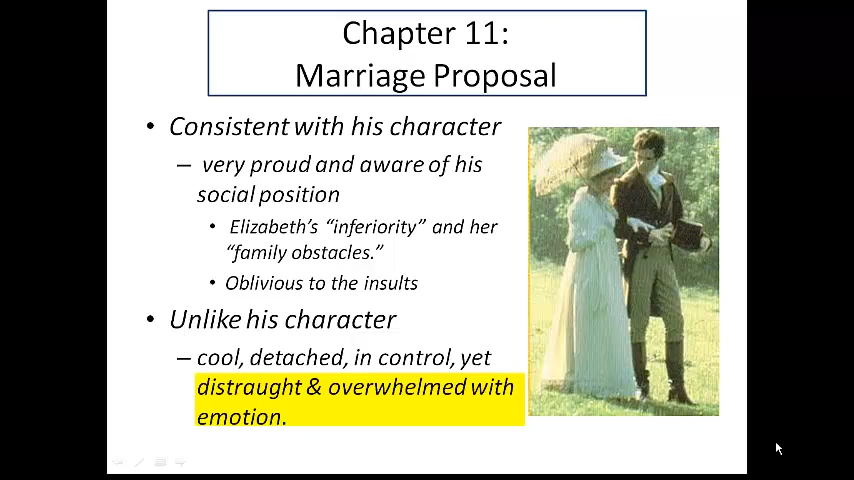 Chapter 11:
Marriage Proposal
• Consistent with his character
– very proud and aware of his
social position
• Elizabeth's “inferiority” and her
“family obstacles.”
• Oblivious to the insults
• Unlike his character
– cool, detached, in control, yet
distraught & overwhelmed with
emotion.